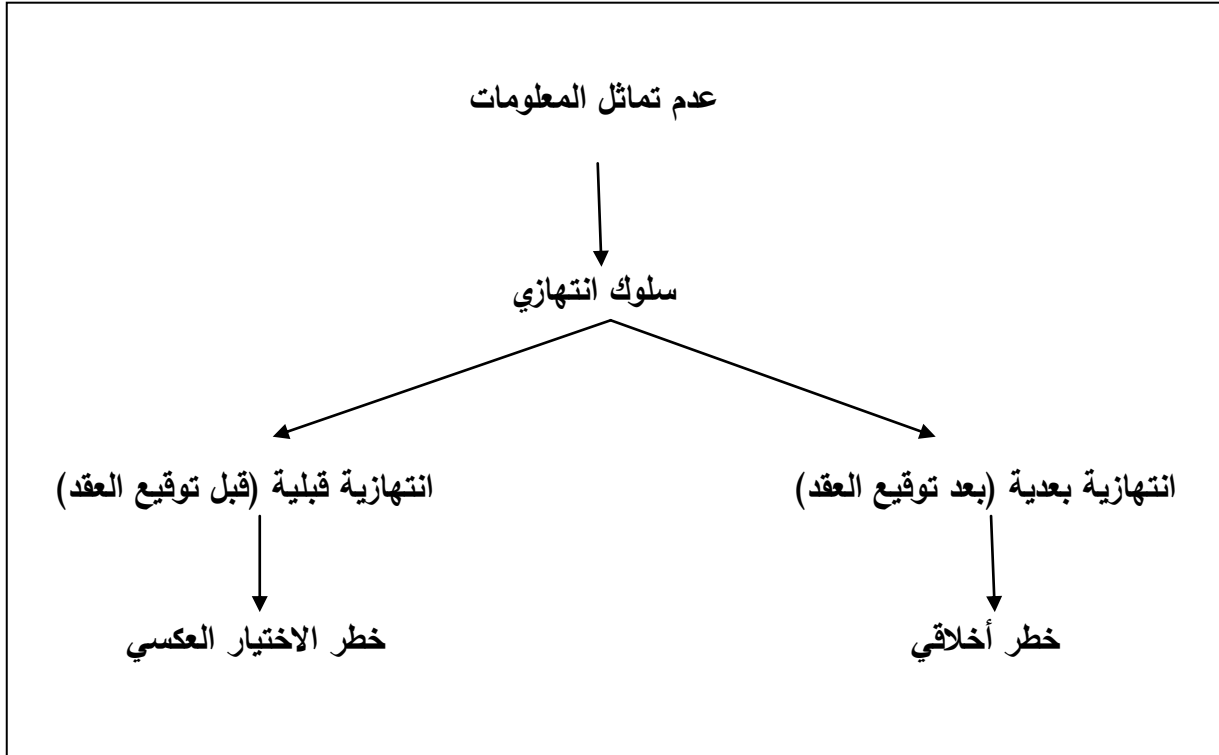 عدم تماثل المعلومات
سلوك انتهازي
انتهازية بعدية (بعد توقيع العقد)
انتهازية قبلية (قبل توقيع العقد)
خطر أخلاقي
خطر الاختيار العكسي